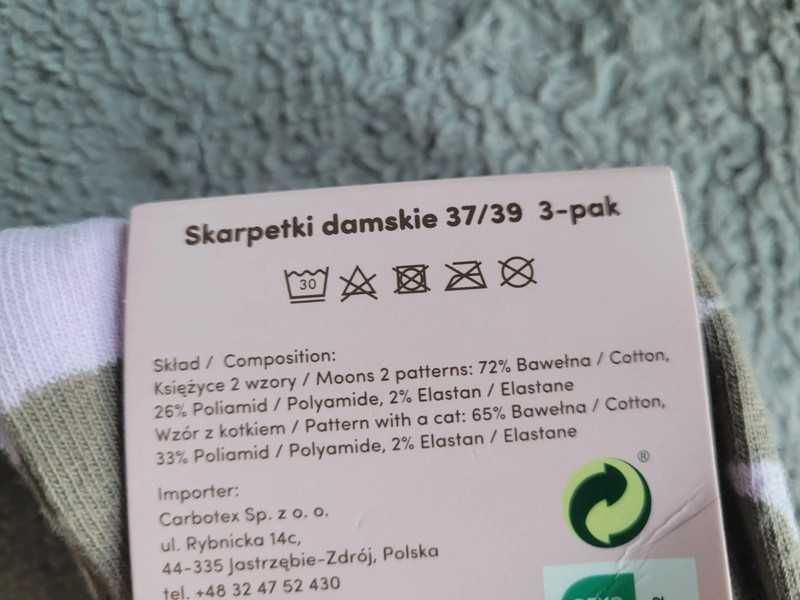 Skarpetki damskie 37/39 3-pak
30
Skład / Composition:
Księżyce 2 wzory / Moons 2 patterns: 72% Bawełna / Cotton,
26% Poliamid / Polyamide, 2% Elastan / Elastane
Wzór z kotkiem / Pattern with a cat: 65% Bawełna / Cotton,
33% Poliamid / Polyamide, 2% Elastan / Elastane
Importer:
Carbotex Sp. z o. o.
ul. Rybnicka 14c,
44-335 Jastrzębie-Zdrój, Polska
tel. +48 32 47 52 430
®